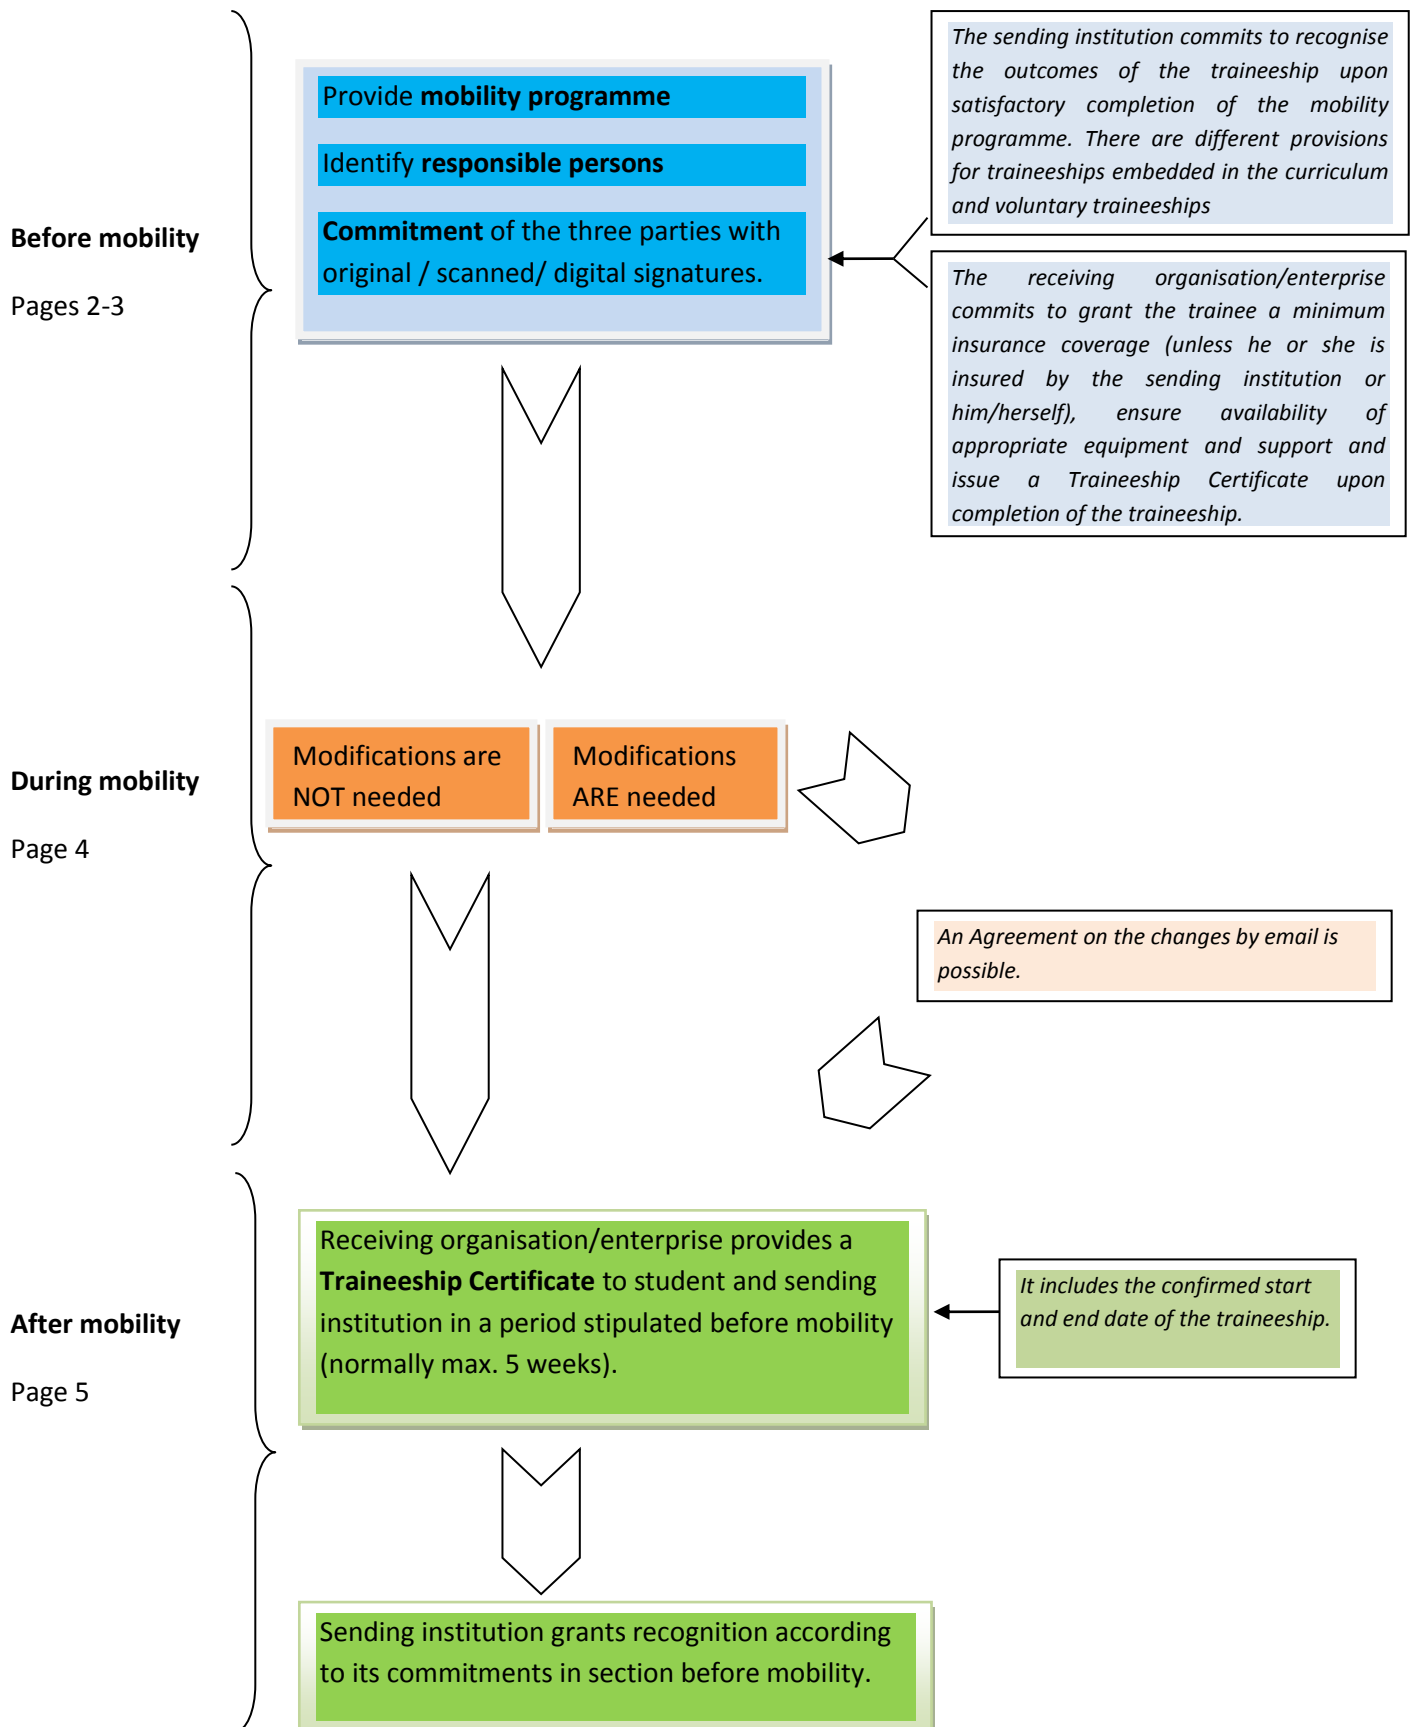 Before mobility
Pages 2-3
Provide mobility programme
Identify responsible persons
Commitment of the three parties with
original / scanned/ digital signatures.
The sending institution commits to recognise
the outcomes of the traineeship upon
satisfactory completion of the mobility
programme. There are different provisions
for traineeships embedded in the curriculum
and voluntary traineeships
The receiving organisation/enterprise
commits to grant the trainee a minimum
insurance coverage (unless he or she is
insured by the sending institution or
him/herself), ensure availability of
appropriate equipment and support and
issue a Traineeship Certificate upon
completion of the traineeship.
During mobility
Page 4
Modifications are
NOT needed
Modifications
ARE needed
An Agreement on the changes by email is
possible.
After mobility
Page 5
Receiving organisation/enterprise provides a
Traineeship Certificate to student and sending
institution in a period stipulated before mobility
(normally max. 5 weeks).
It includes the confirmed start
and end date of the traineeship.
Sending institution grants recognition according
to its commitments in section before mobility.